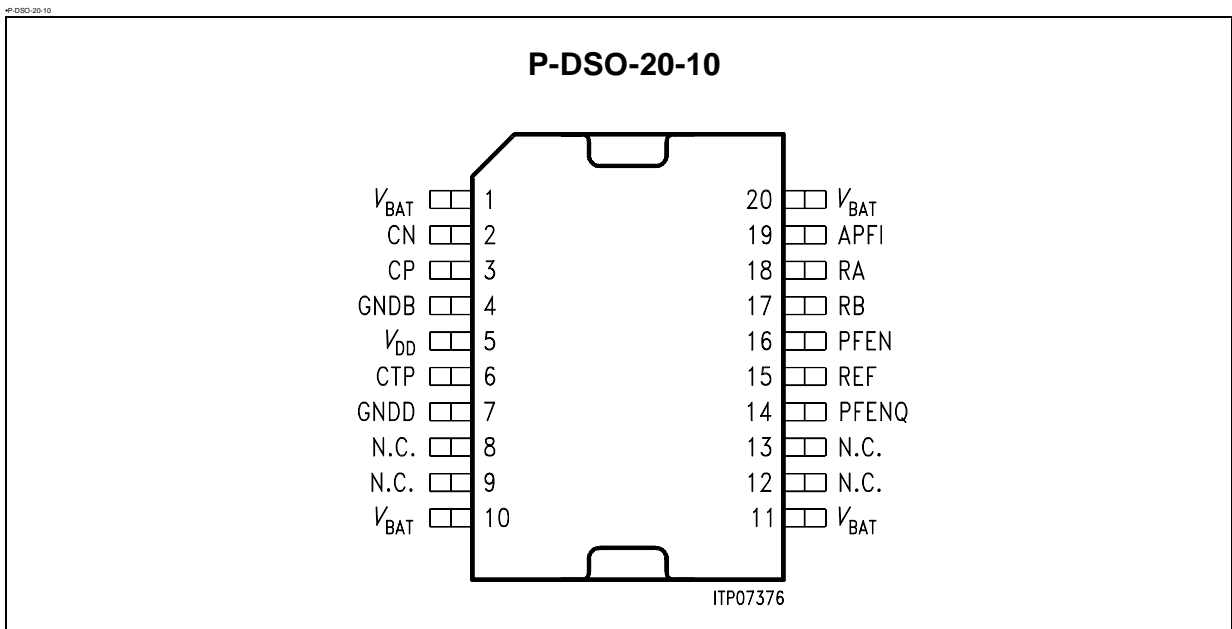 •P-DSO-20-10
P-DSO-20-10
VBAT 1 20 VBAT
CN 2 19 APFI
CP 3 18 RA
GNDB 4 17 RB
VDD 5 16 PFEN
CTP 6 15 REF
GNDD 7 14 PFENQ
N.C. 8 13 N.C.
N.C. 9 12 N.C.
VBAT 10 11 VBAT
ITP07376